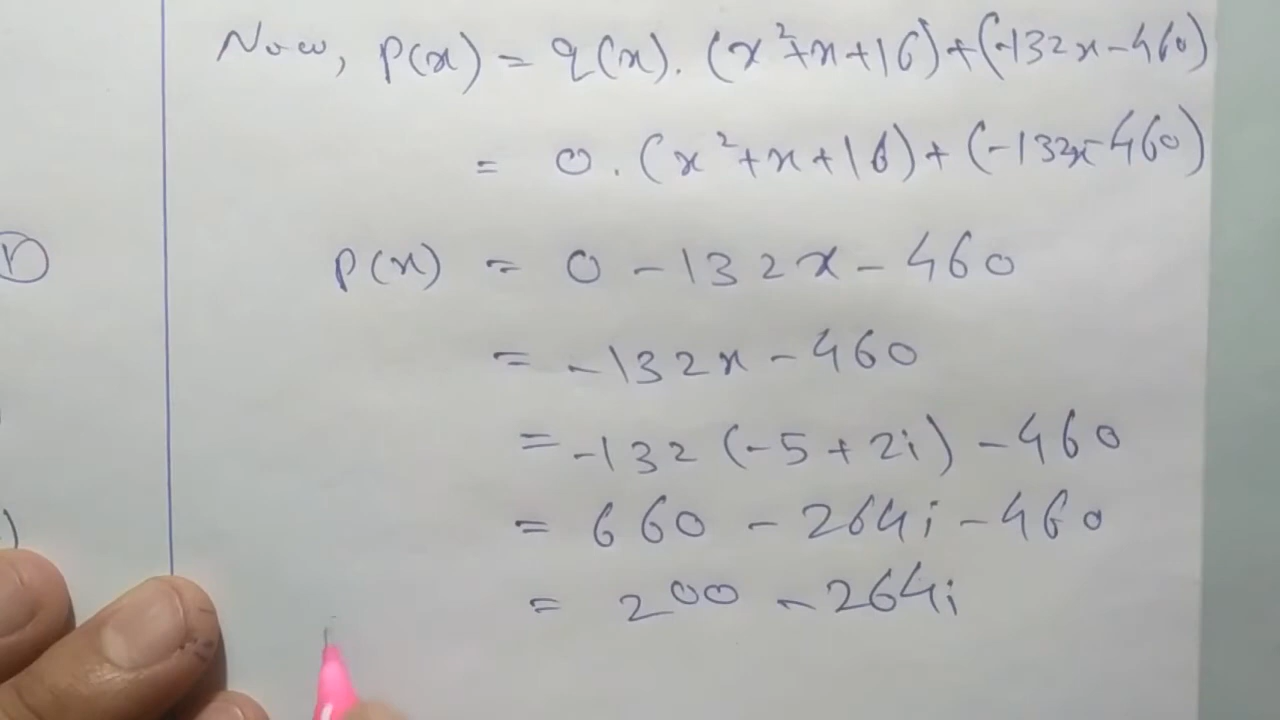 Now, P(x) = q(x). (x²+x+16)+(-132x-460)
= 0. (x²+x+16)+(-132x-460)
P(x) = 0-132x-460
= -132x-460
= -132(-5+2i)-460
= 660-264i-460
= 200-264i